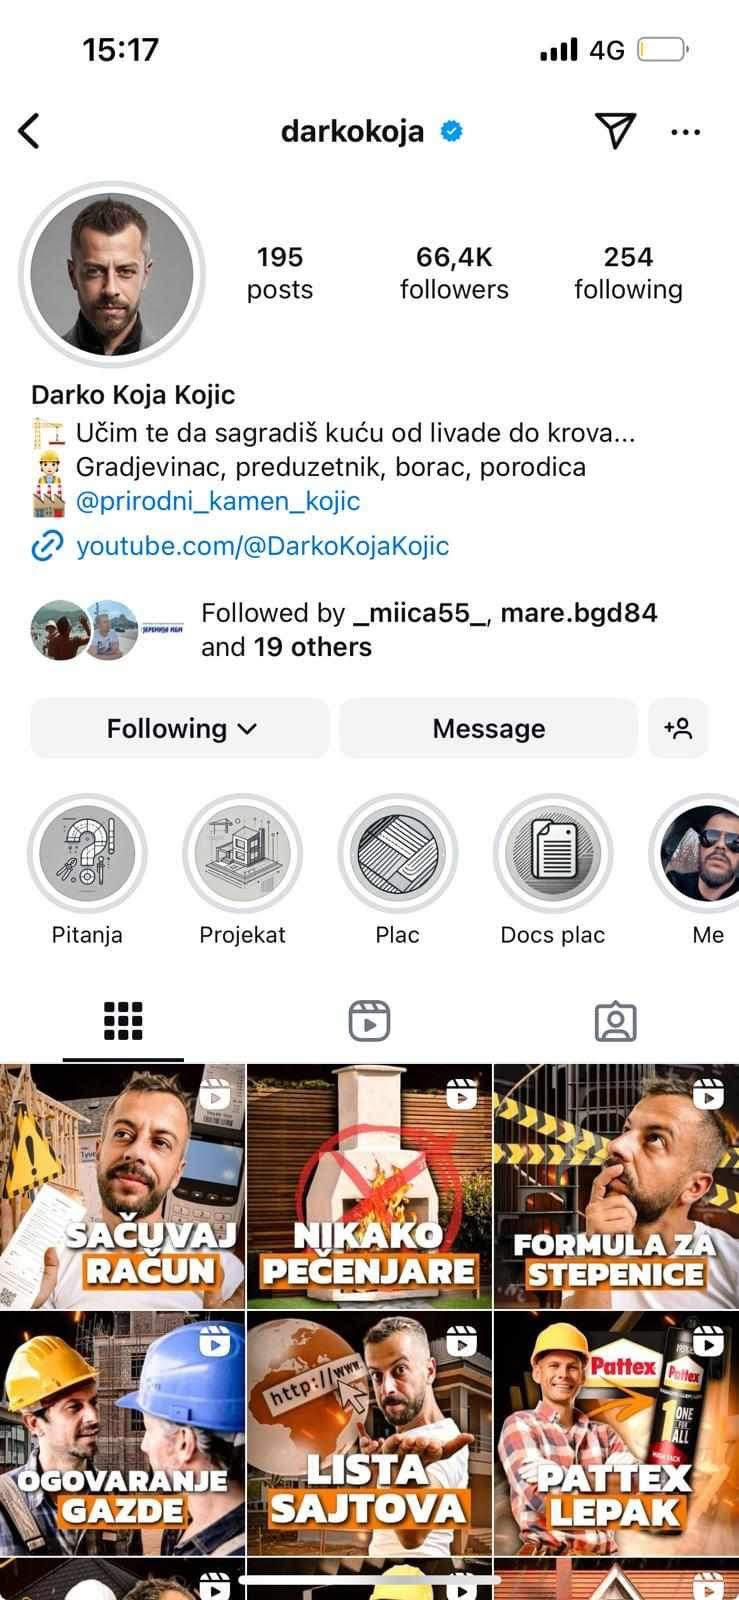 15:17
4G
darkokoja
195
posts
66,4K
followers
254
following
Darko Koja Kojic
Učim te da sagradiš kuću od livade do krova...
Gradjevinac, preduzetnik, borac, porodica
@prirodni_kamen_kojic
youtube.com/@DarkoKojaKojic
Followed by _miica55_, mare.bgd84
and 19 others
Following
Message
Pitanja
Projekat
Plac
Docs plac
Me
SAČUVAJ
RAČUN
NIKAKO
PEČENJARE
FORMULA ZA
STEPENICE
OGOVARANJE
GAZDE
http://www
LISTA
SAJTOVA
Pattex
Pattex
ONE
FOR
ALL
PATTEX
LEPAK